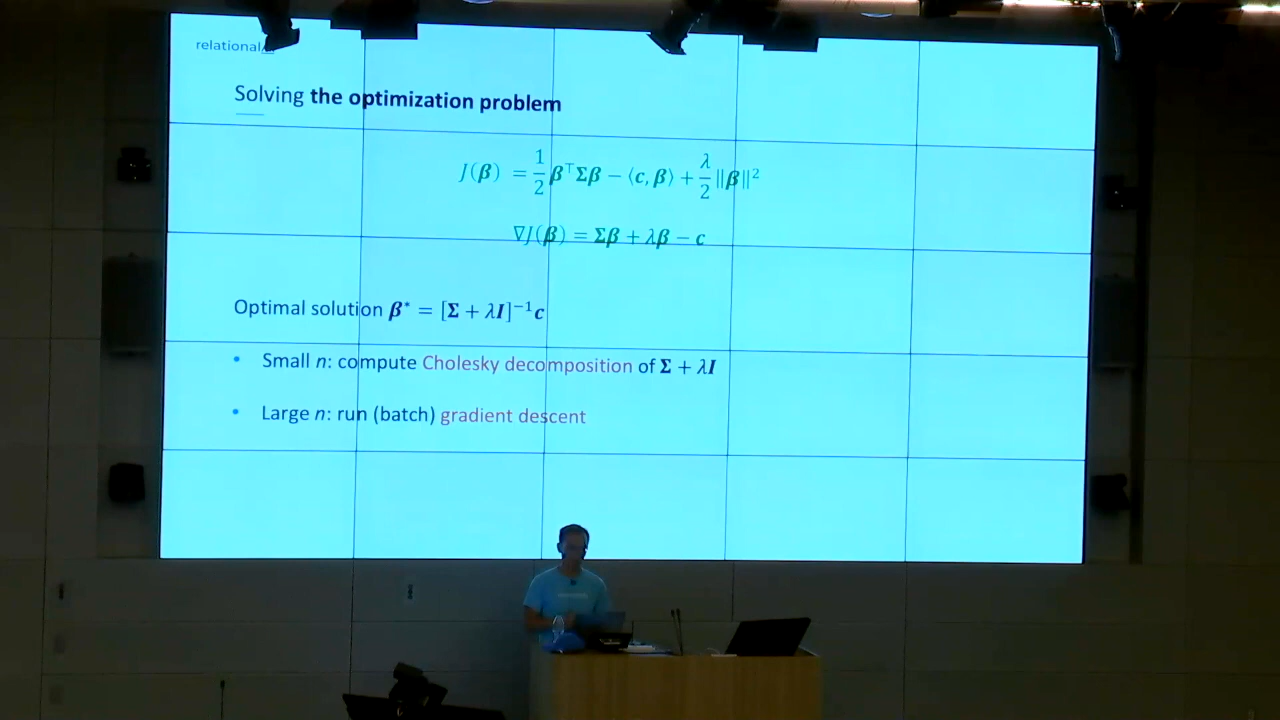 relational
Solving the optimization problem
J(β) = 1/2 β⊤Σβ − ⟨c, β⟩ + λ/2 ‖β‖²
∇J(β) = Σβ + λβ − c
Optimal solution β* = [Σ + λI]⁻¹c
• Small n: compute Cholesky decomposition of Σ + λI
• Large n: run (batch) gradient descent